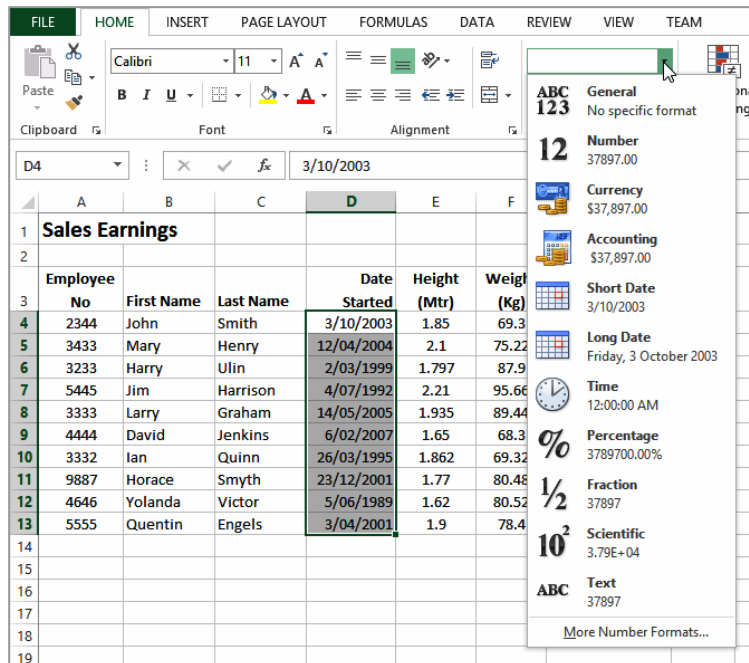 FILE HOME INSERT PAGE LAYOUT FORMULAS DATA REVIEW VIEW TEAM
Calibri 11 A A
Paste
B I U A
Clipboard Font Alignment
D4 fx 3/10/2003
A B C D E F
1 Sales Earnings
2
Employee Date Height
3 No First Name Last Name Started (Mtr) (Kg)
4 2344 John Smith 3/10/2003 1.85 69.3
5 3433 Mary Henry 12/04/2004 2.1 75.22
6 3233 Harry Ulin 2/03/1999 1.797 87.9
7 5445 Jim Harrison 4/07/1992 2.21 95.66
8 3333 Larry Graham 14/05/2005 1.935 89.44
9 4444 David Jenkins 6/02/2007 1.65 68.3
10 3332 Ian Quinn 26/03/1995 1.862 69.32
11 9887 Horace Smyth 23/12/2001 1.77 80.48
12 4646 Yolanda Victor 5/06/1989 1.62 80.52
13 5555 Quentin Engels 3/04/2001 1.9 78.4
14
15
16
17
18
19
ABC General
123 No specific format
12 Number
37897.00
Currency
$37,897.00
Accounting
$37,897.00
Short Date
3/10/2003
Long Date
Friday, 3 October 2003
Time
12:00:00 AM
% Percentage
3789700.00%
½ Fraction
37897
10² Scientific
3.79E+04
ABC Text
37897
More Number Formats...